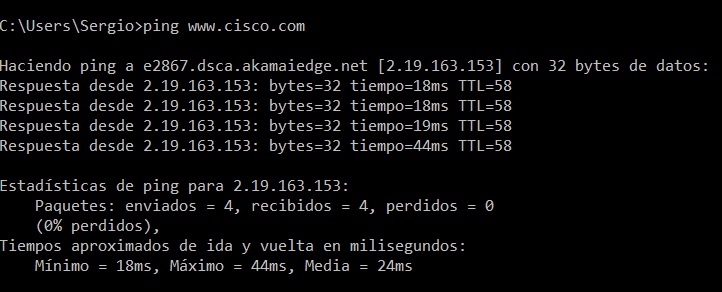 C:\Users\Sergio>ping www.cisco.com
Haciendo ping a e2867.dsca.akamaiedge.net [2.19.163.153] con 32 bytes de datos:
Respuesta desde 2.19.163.153: bytes=32 tiempo=18ms TTL=58
Respuesta desde 2.19.163.153: bytes=32 tiempo=18ms TTL=58
Respuesta desde 2.19.163.153: bytes=32 tiempo=19ms TTL=58
Respuesta desde 2.19.163.153: bytes=32 tiempo=44ms TTL=58
Estadísticas de ping para 2.19.163.153:
Paquetes: enviados = 4, recibidos = 4, perdidos = 0
(0% perdidos),
Tiempos aproximados de ida y vuelta en milisegundos:
Mínimo = 18ms, Máximo = 44ms, Media = 24ms